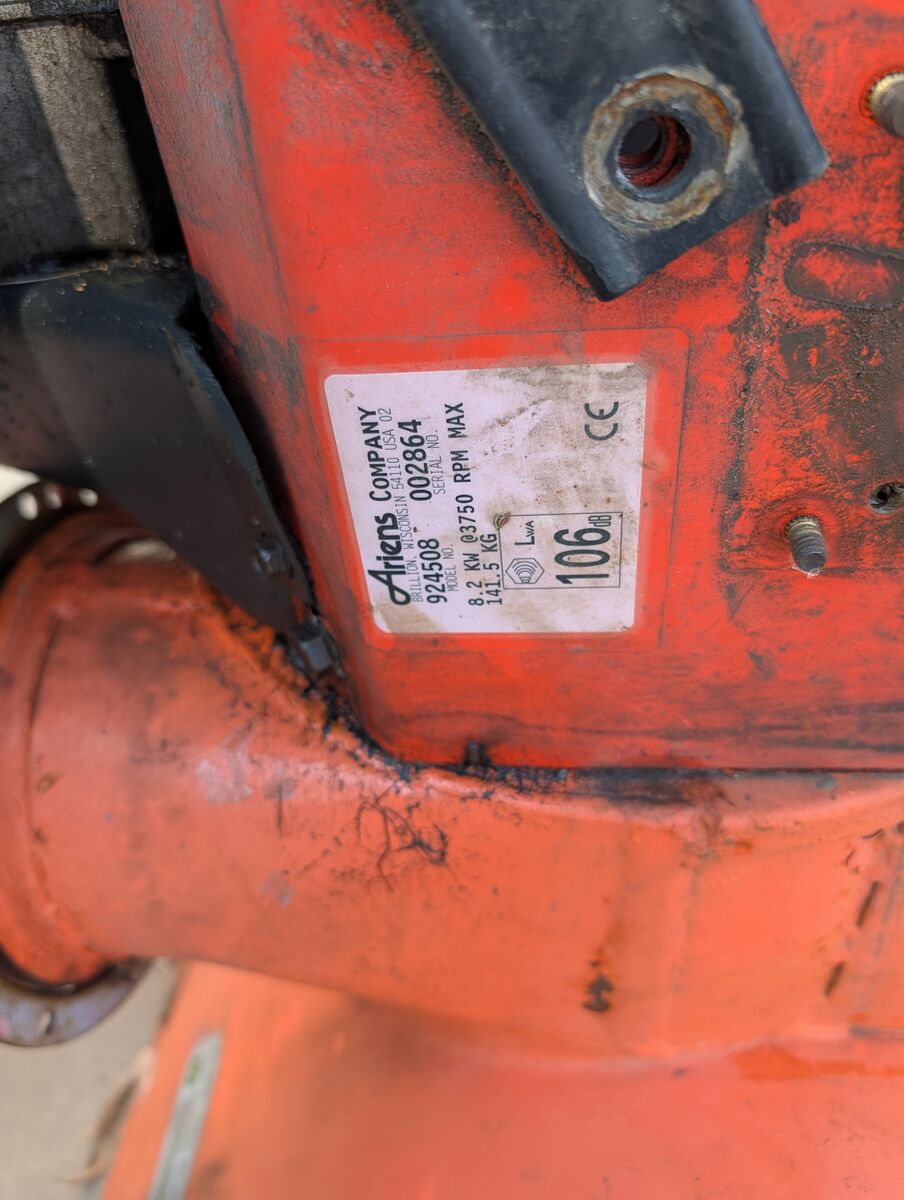 Ariens COMPANY
BRILLION, WISCONSIN 54110 USA 02
924508 002864
MODEL NO. SERIAL NO.
8.2 KW @3750 RPM MAX
141.5 KG
LWA
106dB
CE